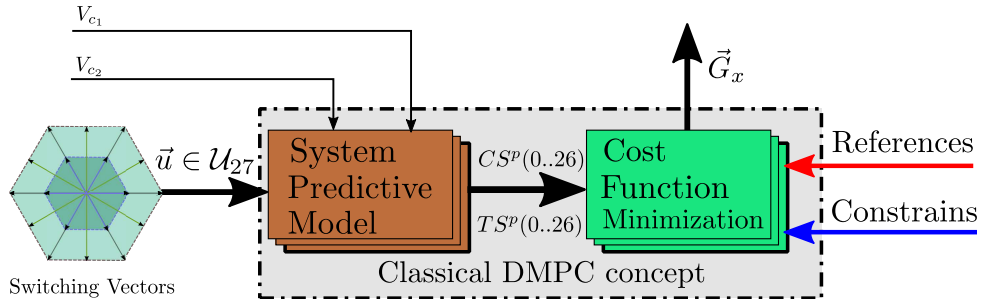 V_{c_1}
V_{c_2}
\vec{G}_x
System
Predictive
Model
\vec{u} ∈ \mathcal{U}_{27}
CS^p(0..26)
TS^p(0..26)
Cost
Function
Minimization
References
Constrains
Classical DMPC concept
Switching Vectors